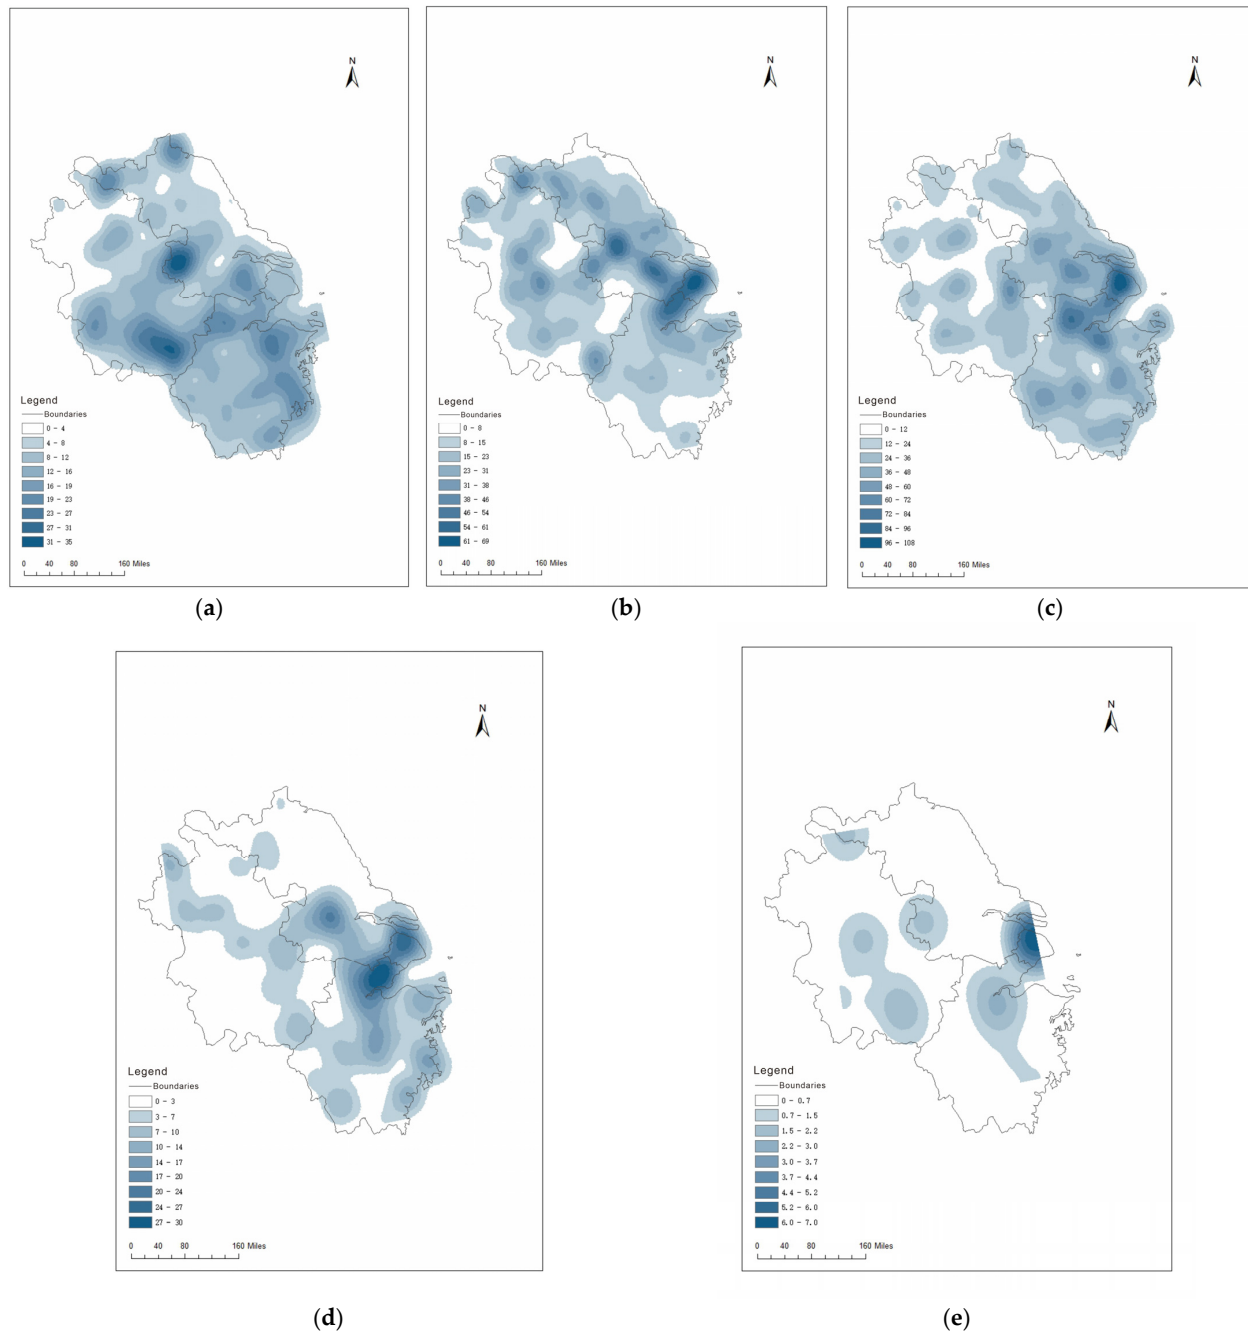 N
Legend
Boundaries
0 - 4
4 - 8
8 - 12
12 - 16
16 - 19
19 - 23
23 - 27
27 - 31
31 - 35
0 40 80 160 Miles
(a)
N
Legend
Boundaries
0 - 8
8 - 15
15 - 23
23 - 31
31 - 38
38 - 46
46 - 54
54 - 61
61 - 69
0 40 80 160 Miles
(b)
N
Legend
Boundaries
0 - 12
12 - 24
24 - 36
36 - 48
48 - 60
60 - 72
72 - 84
84 - 96
96 - 108
0 40 80 160 Miles
(c)
N
Legend
Boundaries
0 - 3
3 - 7
7 - 10
10 - 14
14 - 17
17 - 20
20 - 24
24 - 27
27 - 30
0 40 80 160 Miles
(d)
N
Legend
Boundaries
0 - 0.7
0.7 - 1.5
1.5 - 2.2
2.2 - 3.0
3.0 - 3.7
3.7 - 4.4
4.4 - 5.2
5.2 - 6.0
6.0 - 7.0
0 40 80 160 Miles
(e)